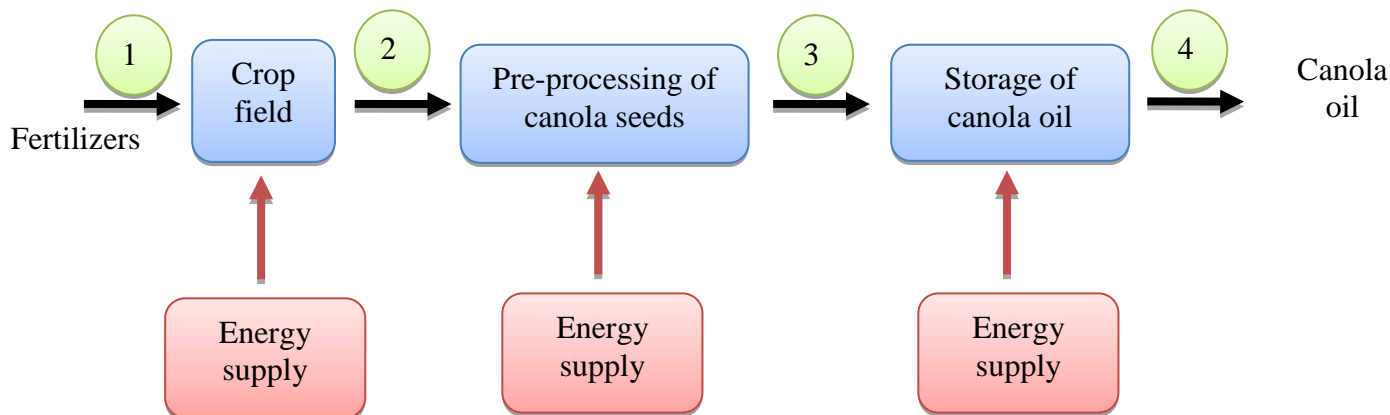 1
2
3
4
Fertilizers
Crop
field
Pre-processing of
canola seeds
Storage of
canola oil
Canola
oil
Energy
supply
Energy
supply
Energy
supply